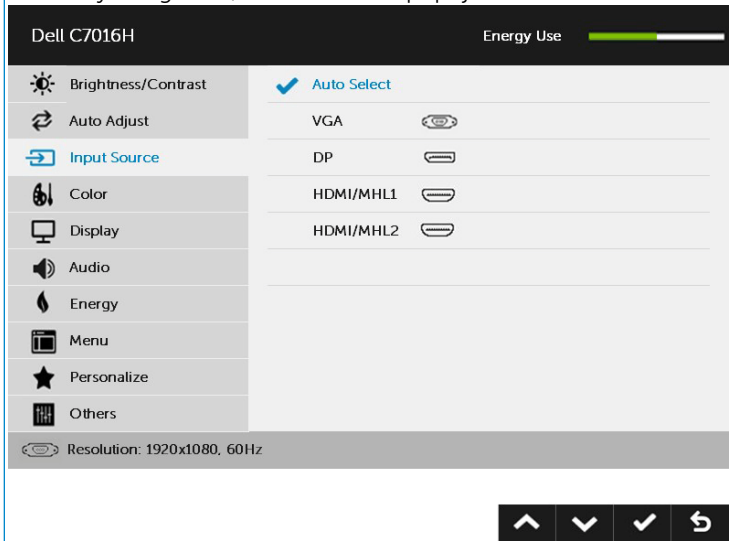 Dell C7016H Energy Use
Brightness/Contrast Auto Select
Auto Adjust VGA
Input Source DP
Color HDMI/MHL1
Display HDMI/MHL2
Audio
Energy
Menu
Personalize
Others
Resolution: 1920x1080, 60Hz